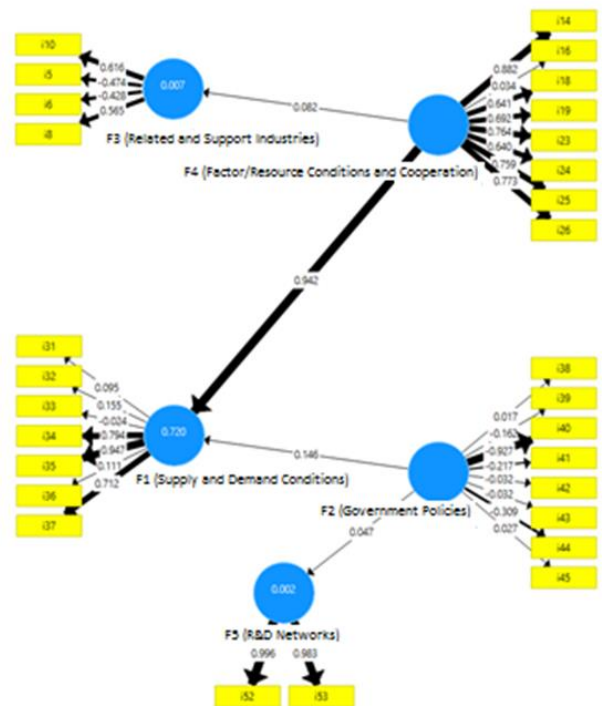 i10
i5
i6
i8
0.616
-0.474
-0.428
0.565
0.007
F3 (Related and Support Industries)
0.082
F4 (Factor/Resource Conditions and Cooperation)
i14
i16
i18
i19
i23
i24
i25
i26
0.882
0.034
0.641
0.692
0.764
0.640
0.759
0.773
0.942
i31
i32
i33
i34
i35
i36
i37
0.095
0.155
-0.024
0.794
0.947
0.111
0.712
0.720
F1 (Supply and Demand Conditions)
0.146
F2 (Government Policies)
i38
i39
i40
i41
i42
i43
i44
i45
0.017
-0.162
-0.927
-0.217
-0.032
-0.032
-0.309
0.027
0.047
0.002
F5 (R&D Networks)
0.996
0.983
i52
i53